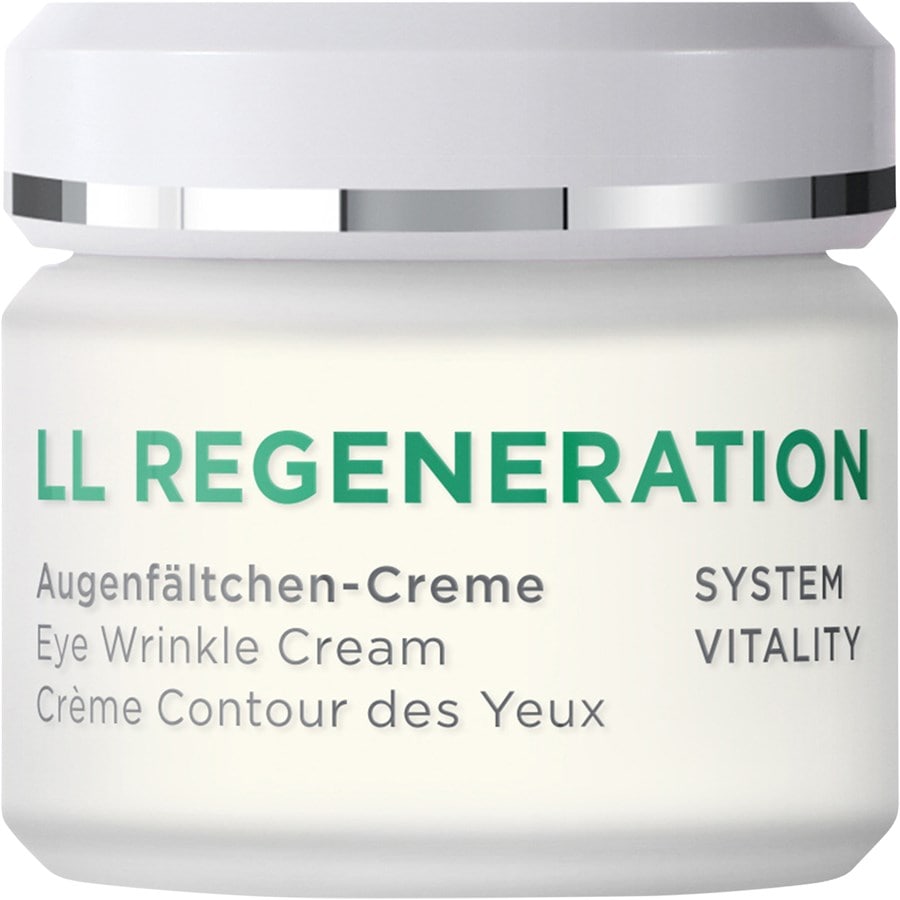 LL REGENERATION
Augenfältchen-Creme
Eye Wrinkle Cream
Crème Contour des Yeux
SYSTEM
VITALITY